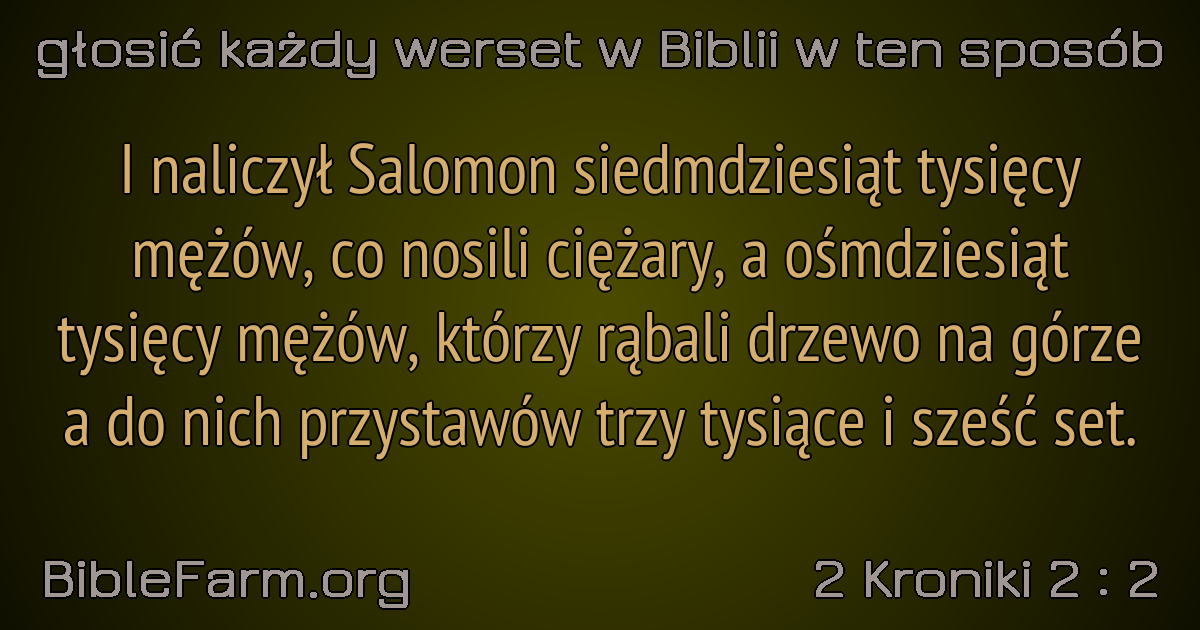 głosić każdy werset w Biblii w ten sposób
I naliczył Salomon siedmdziesiąt tysięcy
mężów, co nosili ciężary, a ośmdziesiąt
tysięcy mężów, którzy rąbali drzewo na górze
a do nich przystawów trzy tysiące i sześć set.
BibleFarm.org
2 Kroniki 2 : 2